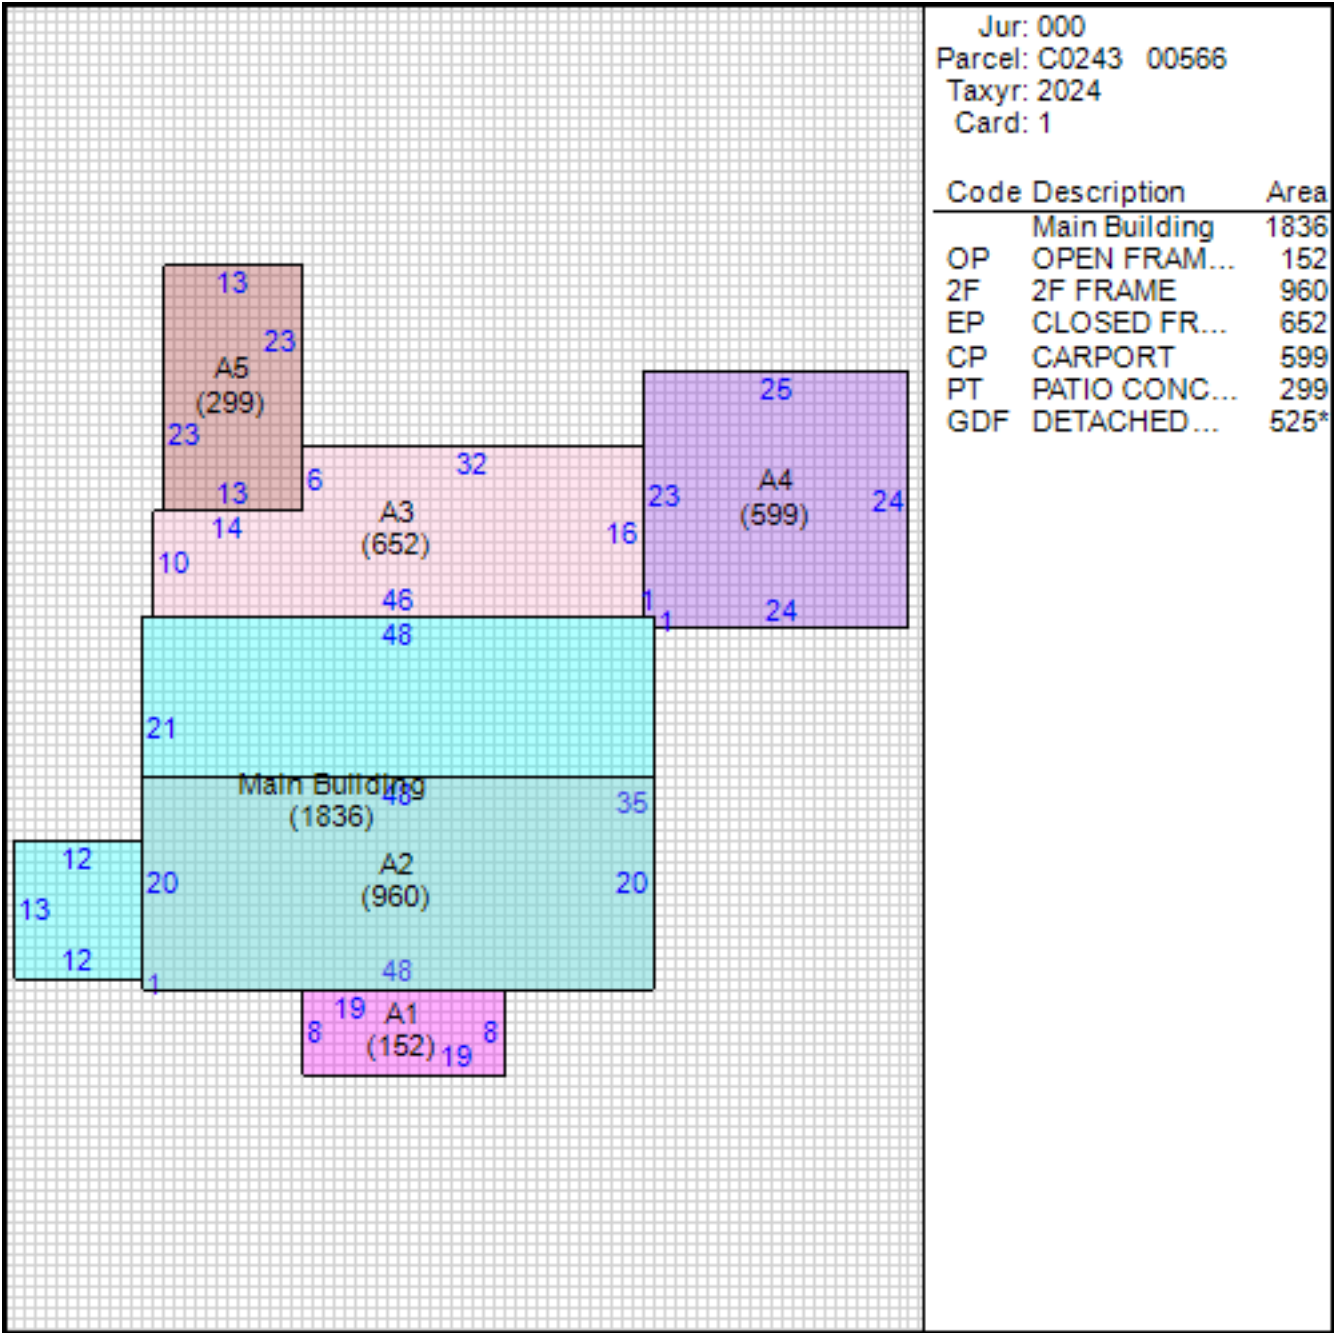 Jur: 000
Parcel: C0243 00566
Taxyr: 2024
Card: 1
Code Description Area
Main Building 1836
OP OPEN FRAM... 152
2F 2F FRAME 960
EP CLOSED FR... 652
CP CARPORT 599
PT PATIO CONC... 299
GDF DETACHED... 525*
13
23
A5
(299)
23
13
25
23
A4
(599)
24
24
1
1
32
6
14
A3
(652)
16
10
46
48
21
Main Building
(1836)
48
35
12
13
12
20
A2
(960)
20
1
48
19
A1
(152)
8
8
19